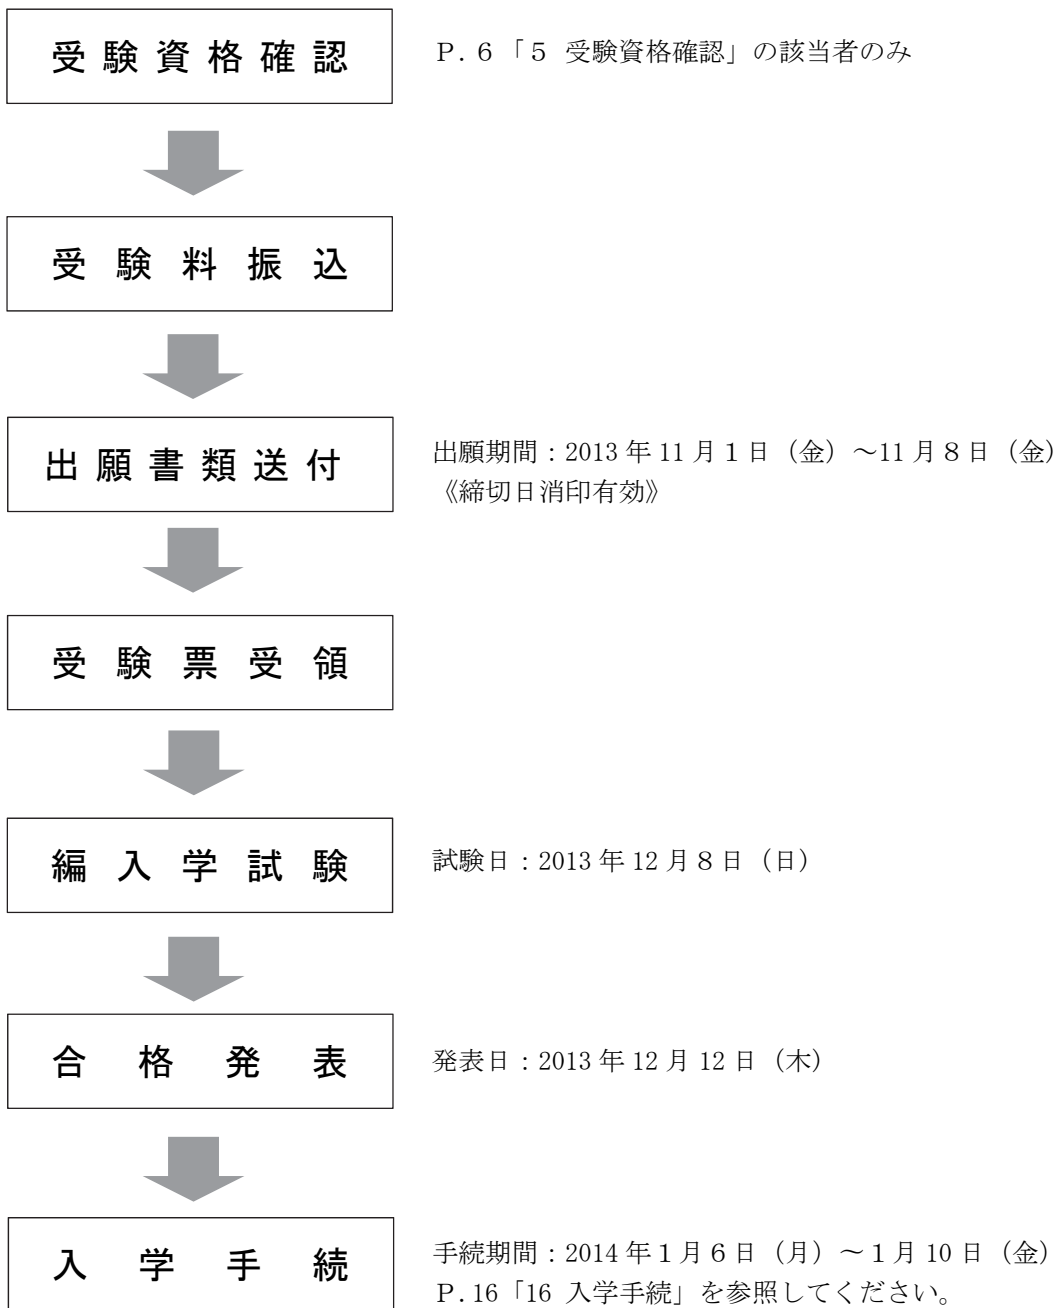 受験資格確認
P.6「5 受験資格確認」の該当者のみ
受験料振込
出願書類送付
出願期間：2013年11月1日（金）～11月8日（金）
《締切日消印有効》
受験票受領
編入学試験
試験日：2013年12月8日（日）
合格発表
発表日：2013年12月12日（木）
入学手続
手続期間：2014年1月6日（月）～1月10日（金）
P.16「16 入学手続」を参照してください。